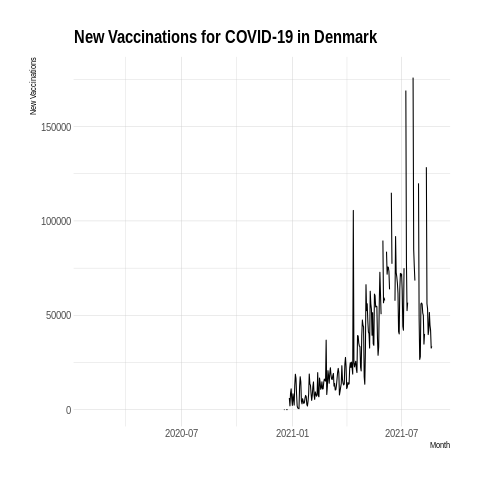 New Vaccinations for COVID-19 in Denmark
New Vaccinations
150000
100000
50000
0
2020-07
2021-01
2021-07
Month